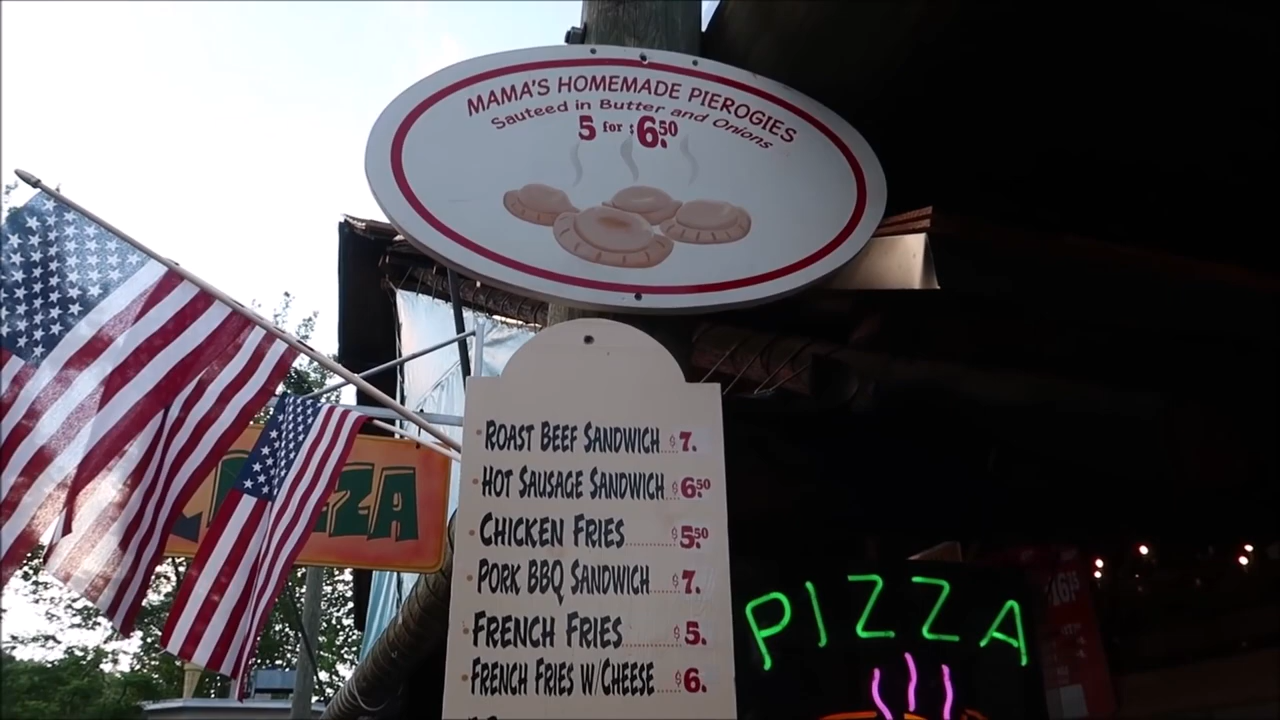 MAMA'S HOMEMADE PIEROGIES
Sauteed in Butter and Onions
5 for $6.50
ROAST BEEF SANDWICH....$7.
HOT SAUSAGE SANDWICH...$6.50
CHICKEN FRIES..............$5.50
PORK BBQ SANDWICH.....$7.
FRENCH FRIES............$5.
FRENCH FRIES W/CHEESE....$6.
PIZZA